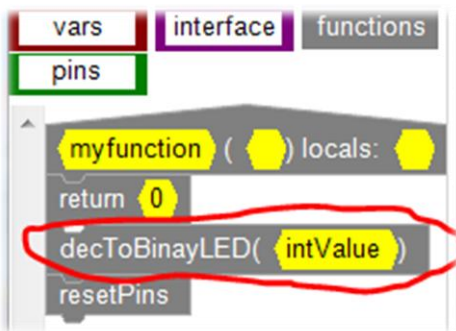 vars interface functions
pins
myfunction ( ) locals:
return 0
decToBinayLED( intValue )
resetPins